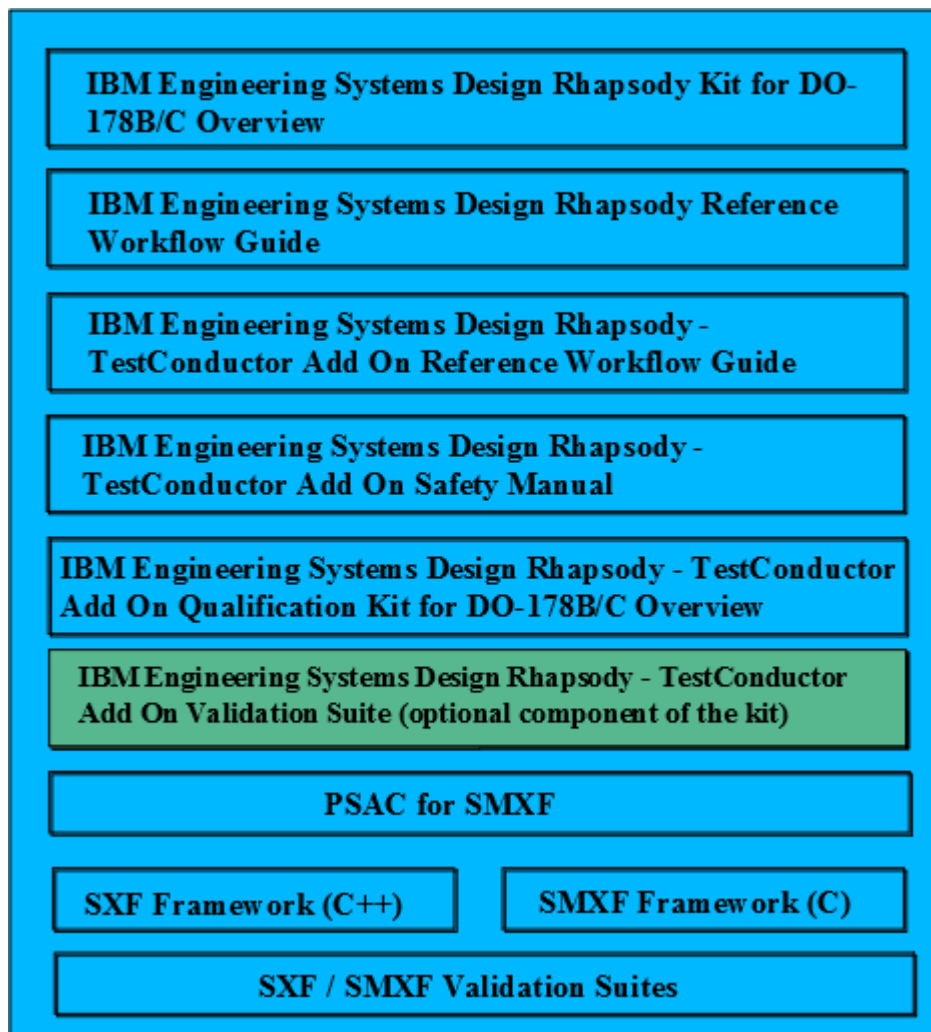 IBM Engineering Systems Design Rhapsody Kit for DO-
178B/C Overview
IBM Engineering Systems Design Rhapsody Reference
Workflow Guide
IBM Engineering Systems Design Rhapsody -
TestConductor Add On Reference Workflow Guide
IBM Engineering Systems Design Rhapsody -
TestConductor Add On Safety Manual
IBM Engineering Systems Design Rhapsody - TestConductor
Add On Qualification Kit for DO-178B/C Overview
IBM Engineering Systems Design Rhapsody - TestConductor
Add On Validation Suite (optional component of the kit)
PSAC for SMXF
SXF Framework (C++)
SMXF Framework (C)
SXF / SMXF Validation Suites